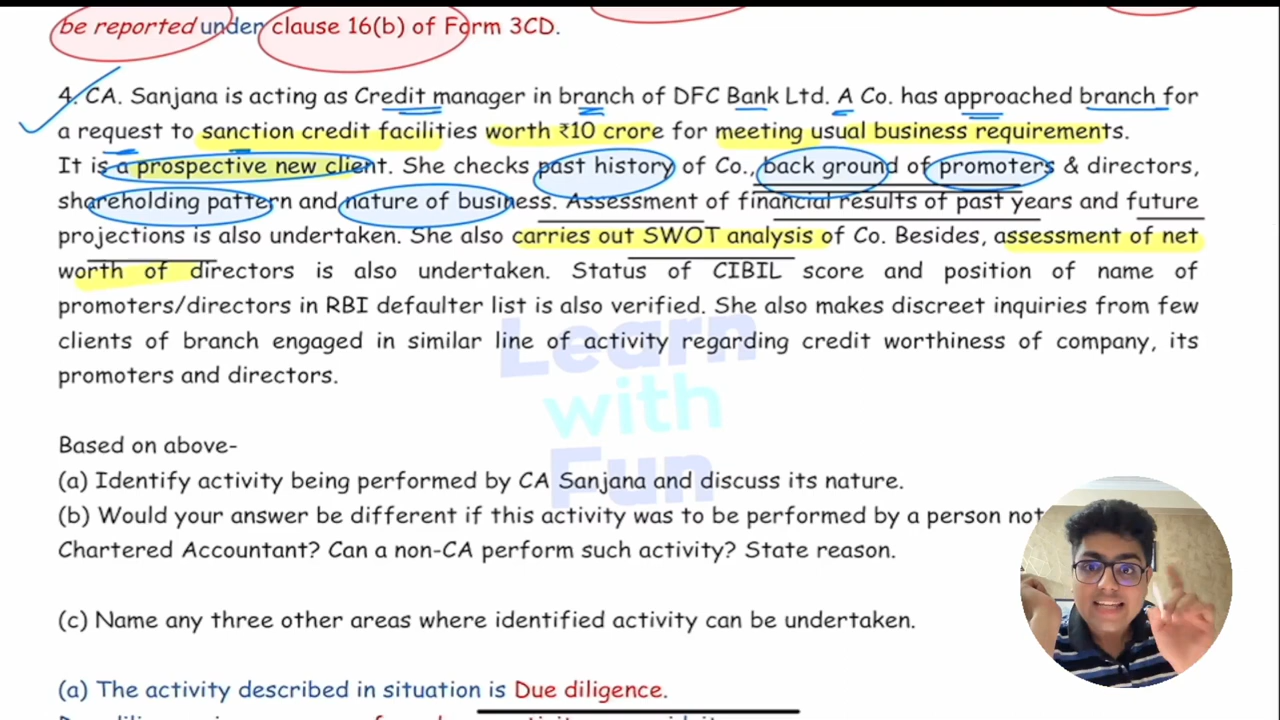 be reported under clause 16(b) of Form 3CD.
4. CA. Sanjana is acting as Credit manager in branch of DFC Bank Ltd. A Co. has approached branch for
a request to sanction credit facilities worth ₹10 crore for meeting usual business requirements.
It is a prospective new client. She checks past history of Co., back ground of promoters & directors,
shareholding pattern and nature of business. Assessment of financial results of past years and future
projections is also undertaken. She also carries out SWOT analysis of Co. Besides, assessment of net
worth of directors is also undertaken. Status of CIBIL score and position of name of
promoters/directors in RBI defaulter list is also verified. She also makes discreet inquiries from few
clients of branch engaged in similar line of activity regarding credit worthiness of company, its
promoters and directors.
Learn
with
Fun
Based on above-
(a) Identify activity being performed by CA Sanjana and discuss its nature.
(b) Would your answer be different if this activity was to be performed by a person not
Chartered Accountant? Can a non-CA perform such activity? State reason.
(c) Name any three other areas where identified activity can be undertaken.
(a) The activity described in situation is Due diligence.